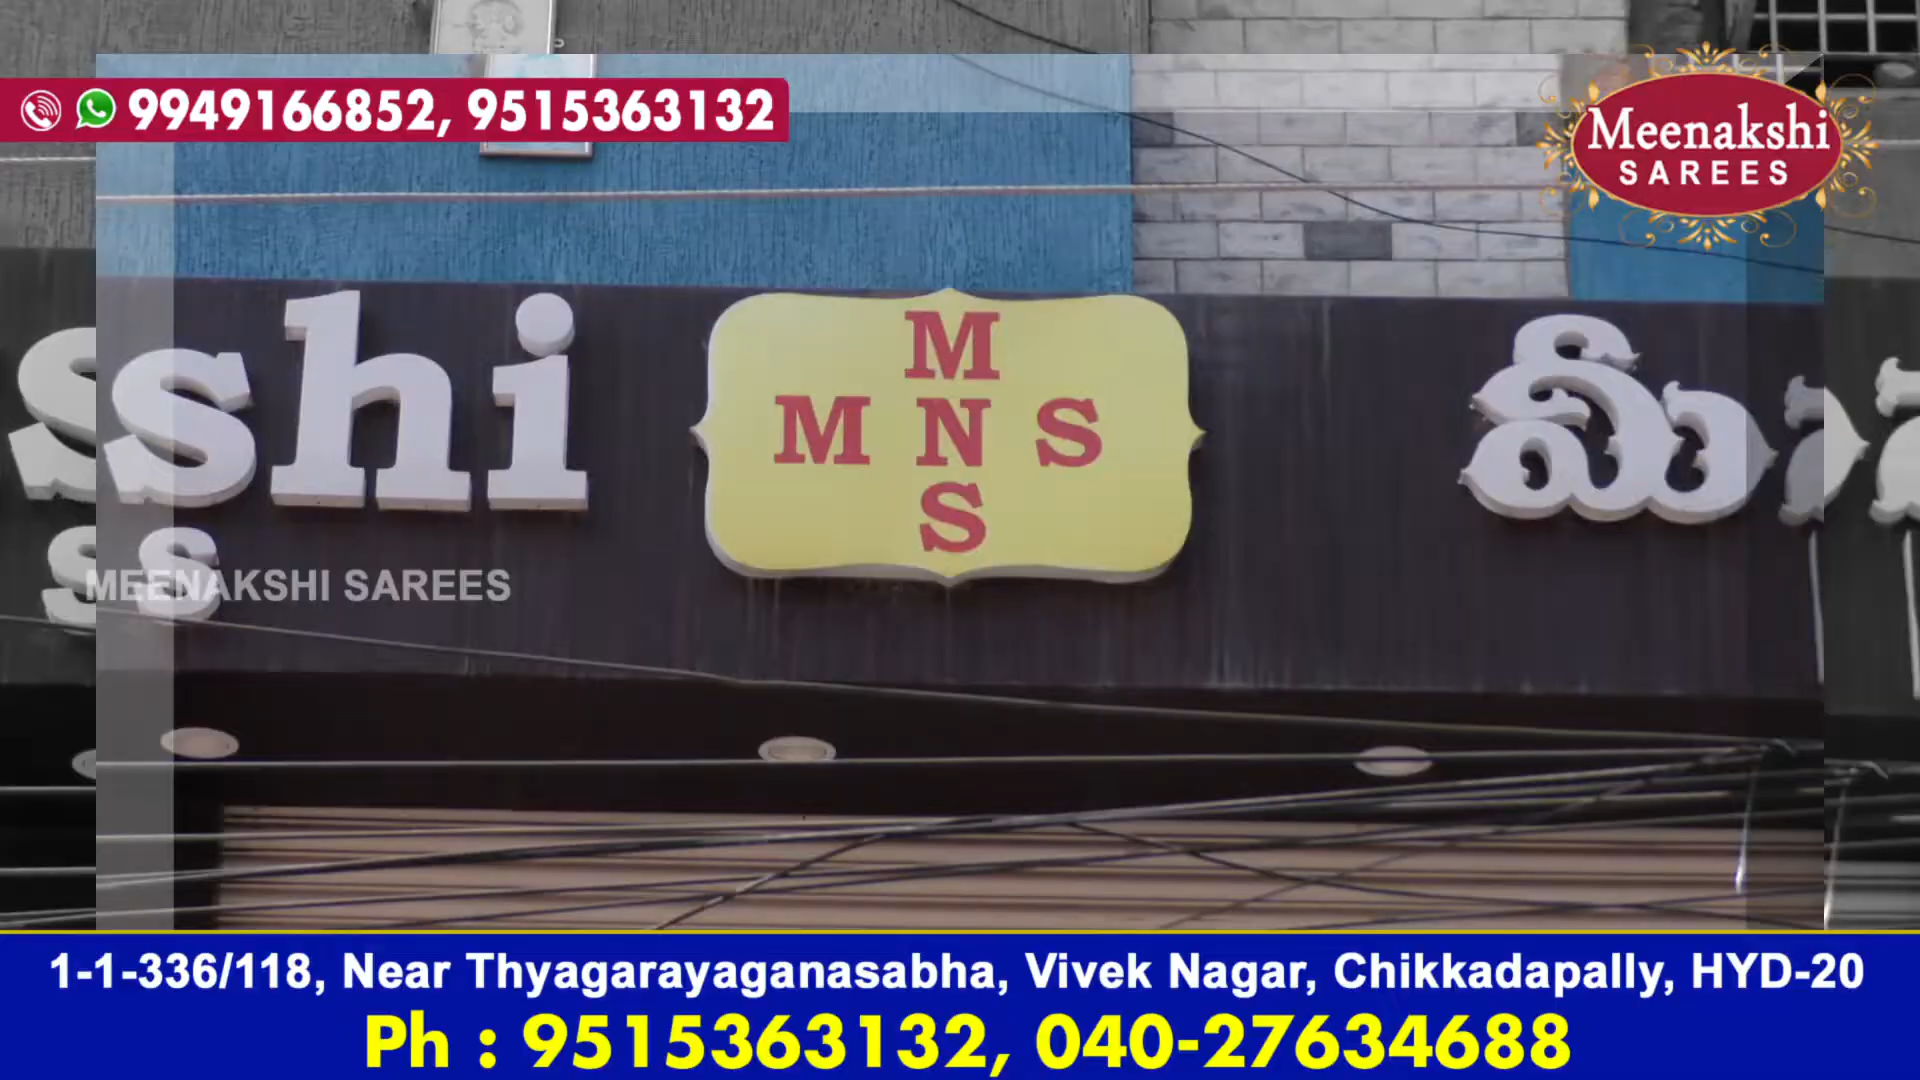 9949166852, 9515363132
Meenakshi
SAREES
shi
M
M N S
S
మీ
MEENAKSHI SAREES
1-1-336/118, Near Thyagarayaganasabha, Vivek Nagar, Chikkadapally, HYD-20
Ph : 9515363132, 040-27634688